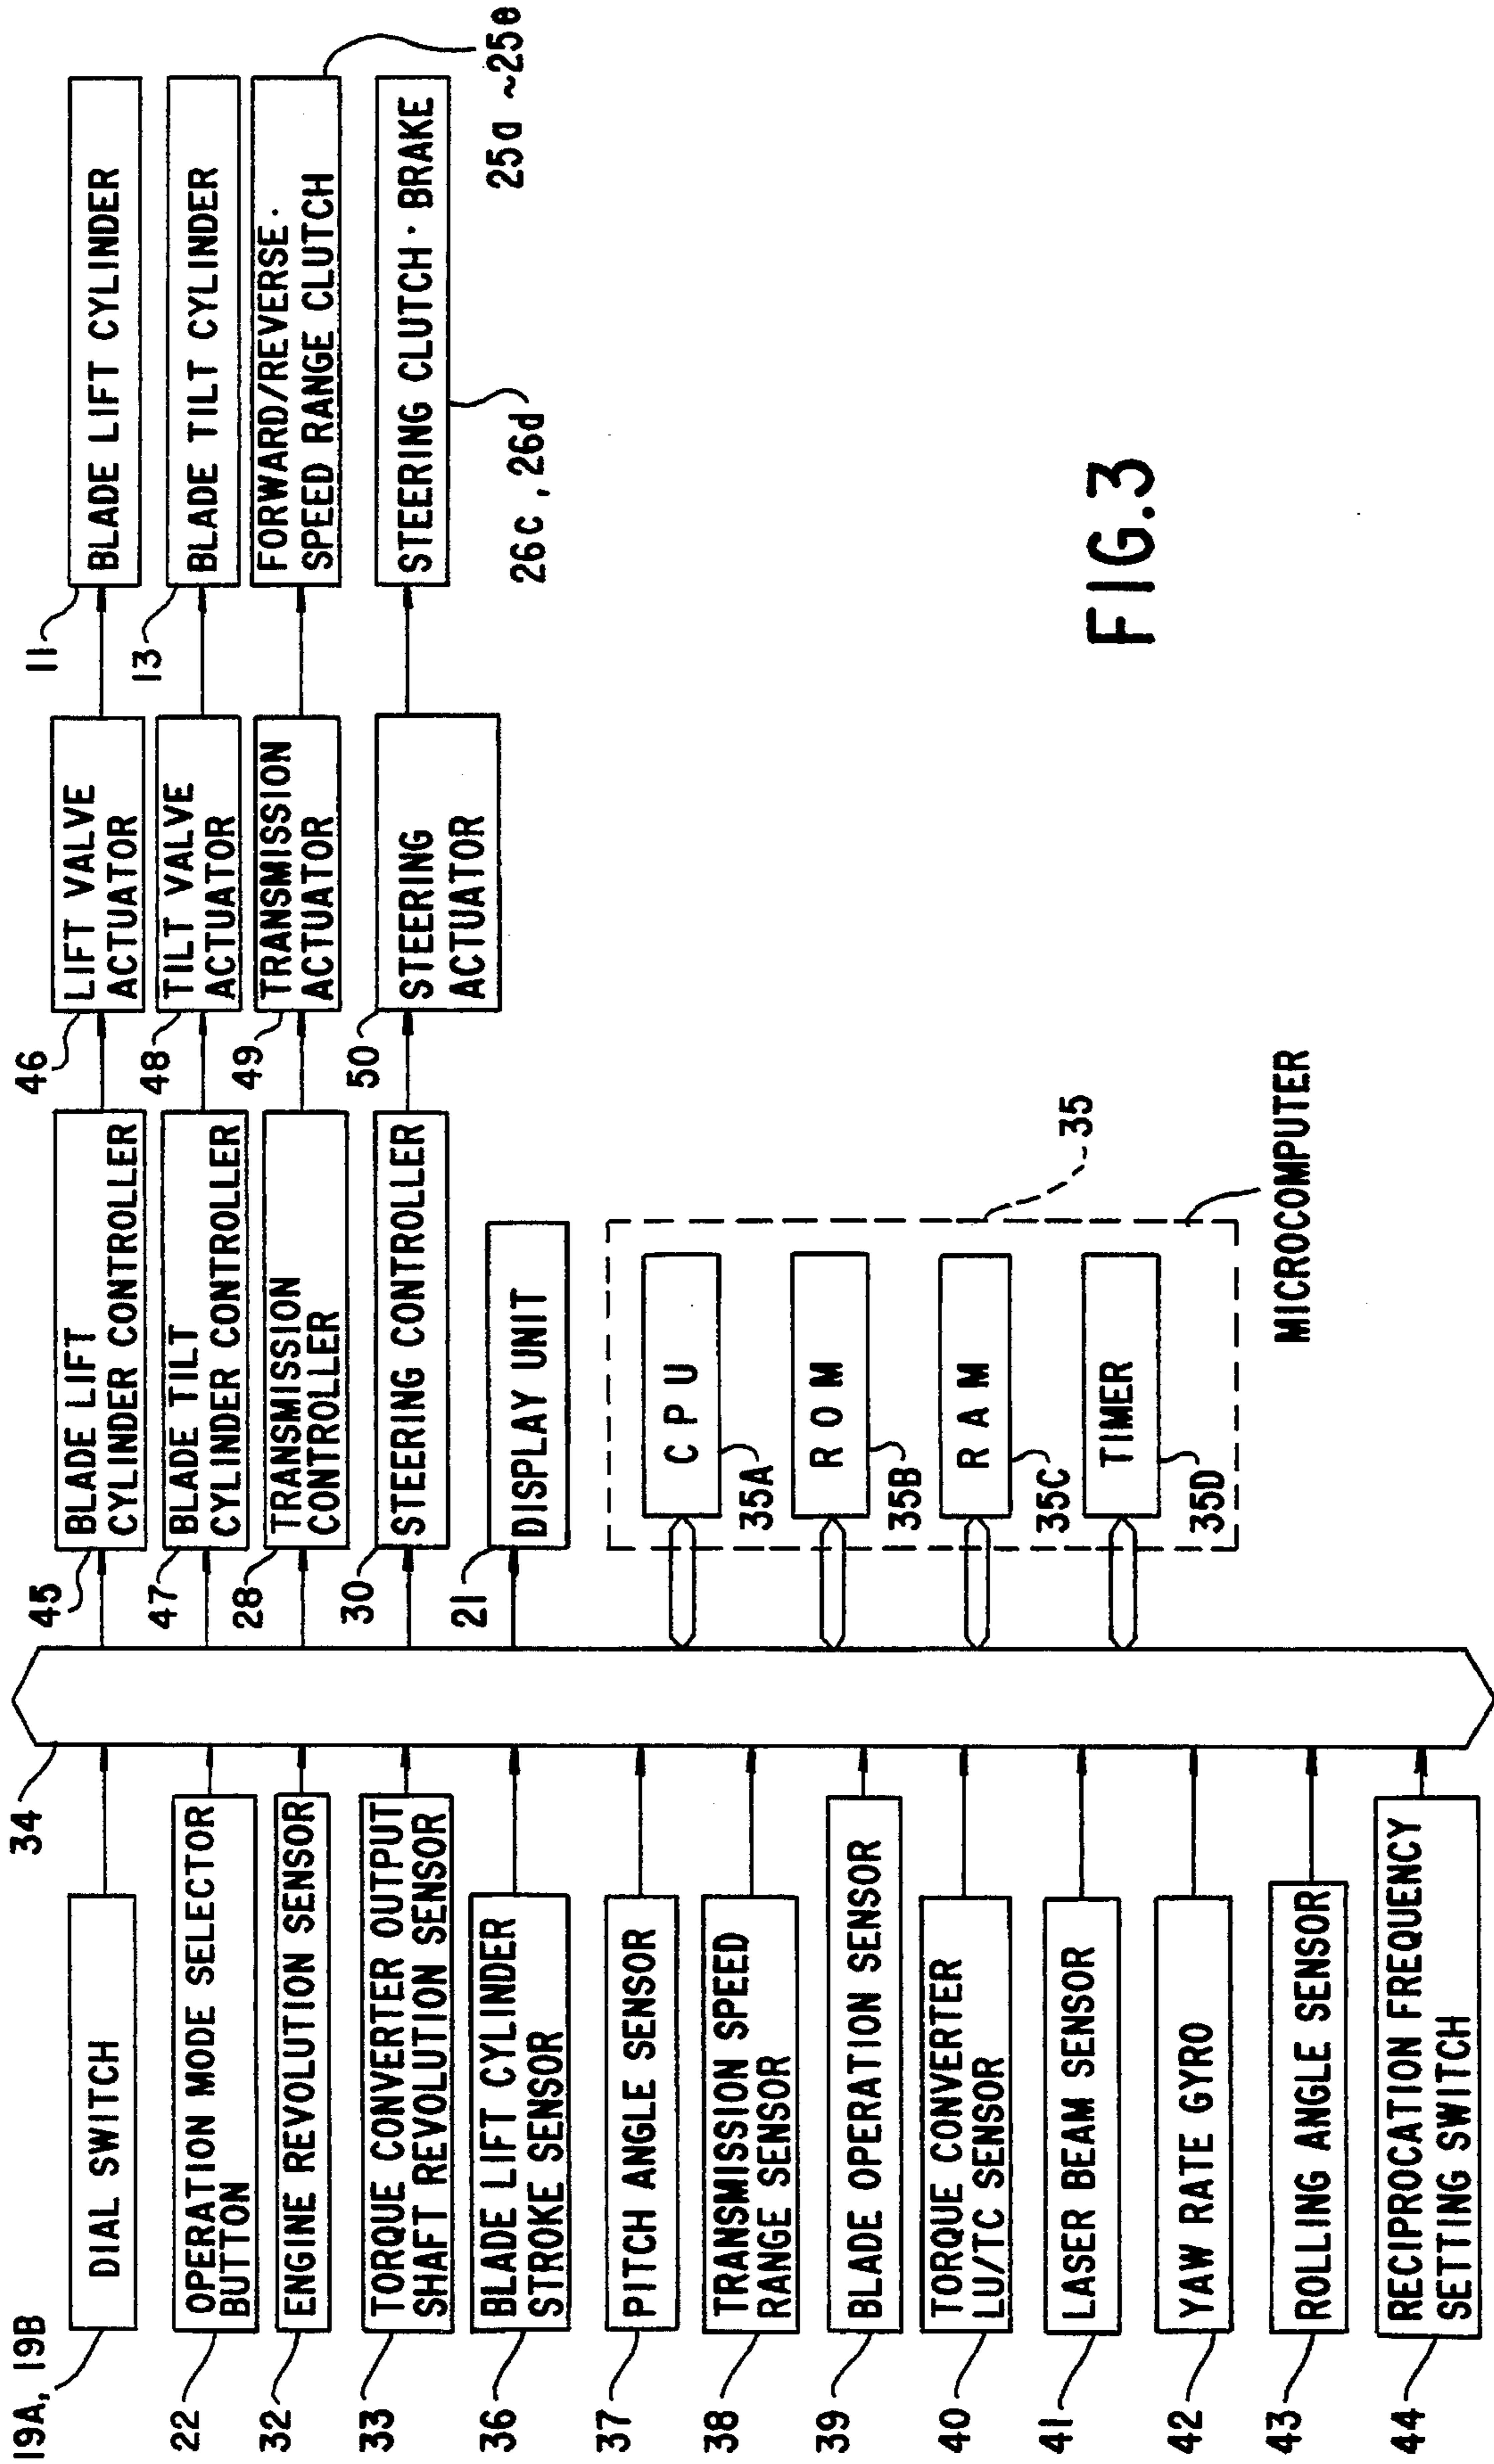 19A, 19B
DIAL SWITCH
22
OPERATION MODE SELECTOR
BUTTON
32
ENGINE REVOLUTION SENSOR
33
TORQUE CONVERTER OUTPUT
SHAFT REVOLUTION SENSOR
36
BLADE LIFT CYLINDER
STROKE SENSOR
37
PITCH ANGLE SENSOR
38
TRANSMISSION SPEED
RANGE SENSOR
39
BLADE OPERATION SENSOR
40
TORQUE CONVERTER
LU/TC SENSOR
41
LASER BEAM SENSOR
42
YAW RATE GYRO
43
ROLLING ANGLE SENSOR
44
RECIPROCATION FREQUENCY
SETTING SWITCH
34
45
BLADE LIFT
CYLINDER CONTROLLER
46
LIFT VALVE
ACTUATOR
11
BLADE LIFT CYLINDER
47
BLADE TILT
CYLINDER CONTROLLER
48
TILT VALVE
ACTUATOR
13
BLADE TILT CYLINDER
28
TRANSMISSION
CONTROLLER
49
TRANSMISSION
ACTUATOR
FORWARD/REVERSE·
SPEED RANGE CLUTCH
25a ~25e
30
STEERING CONTROLLER
50
STEERING
ACTUATOR
STEERING CLUTCH · BRAKE
26c, 26d
21
DISPLAY UNIT
35
CPU
35A
ROM
35B
RAM
35C
TIMER
35D
MICROCOMPUTER
FIG.3